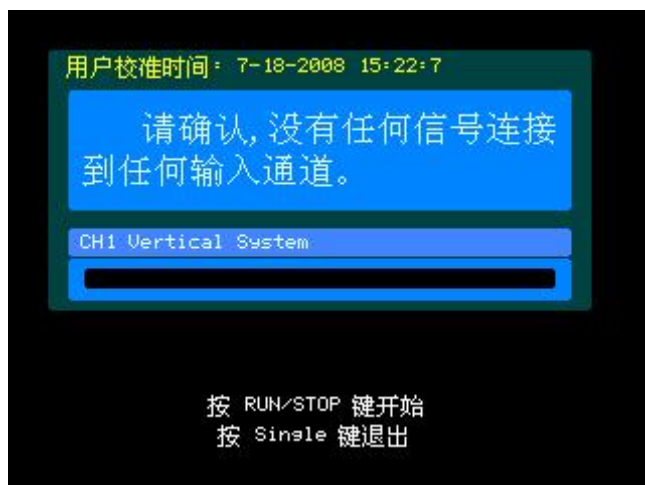 用户校准时间: 7-18-2008 15:22:7
请确认,没有任何信号连接
到任何输入通道。
CH1 Vertical System
按 RUN/STOP 键开始
按 Single 键退出